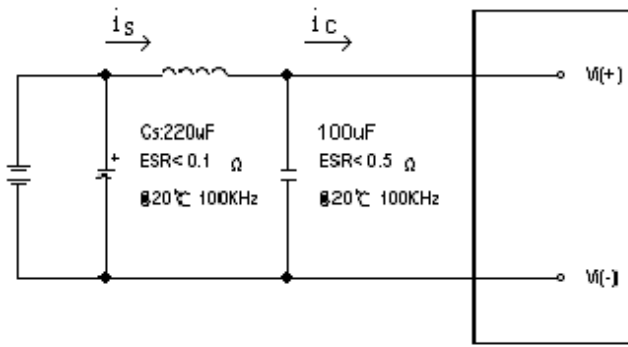 is ic
Vi(+)
Cs:220uF 100uF
+ ESR<0.1 Ω ESR<0.5 Ω
@20℃ 100KHz @20℃ 100KHz
Vi(-)